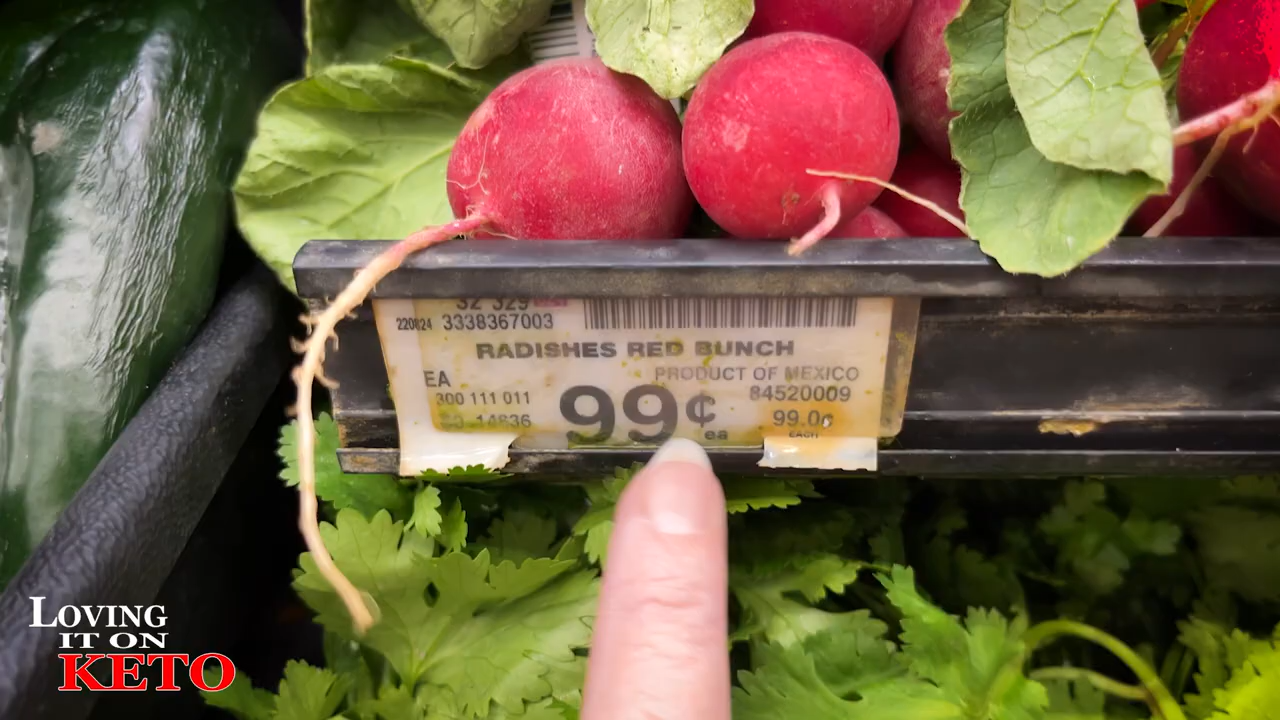 32 329
220824 3338367003
RADISHES RED BUNCH
EA PRODUCT OF MEXICO
300 111 011 84520009
14836 99¢ ea 99.0¢
EACH
LOVING
IT ON
KETO